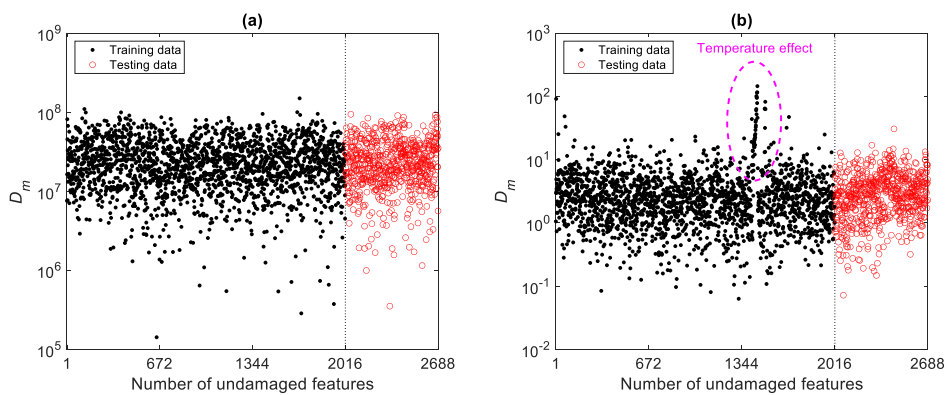 (a)
10^9
10^8
10^7
10^6
10^5
D_m
Training data
Testing data
1 672 1344 2016 2688
Number of undamaged features
(b)
10^3
10^2
10^1
10^0
10^-1
10^-2
D_m
Training data
Testing data
Temperature effect
1 672 1344 2016 2688
Number of undamaged features